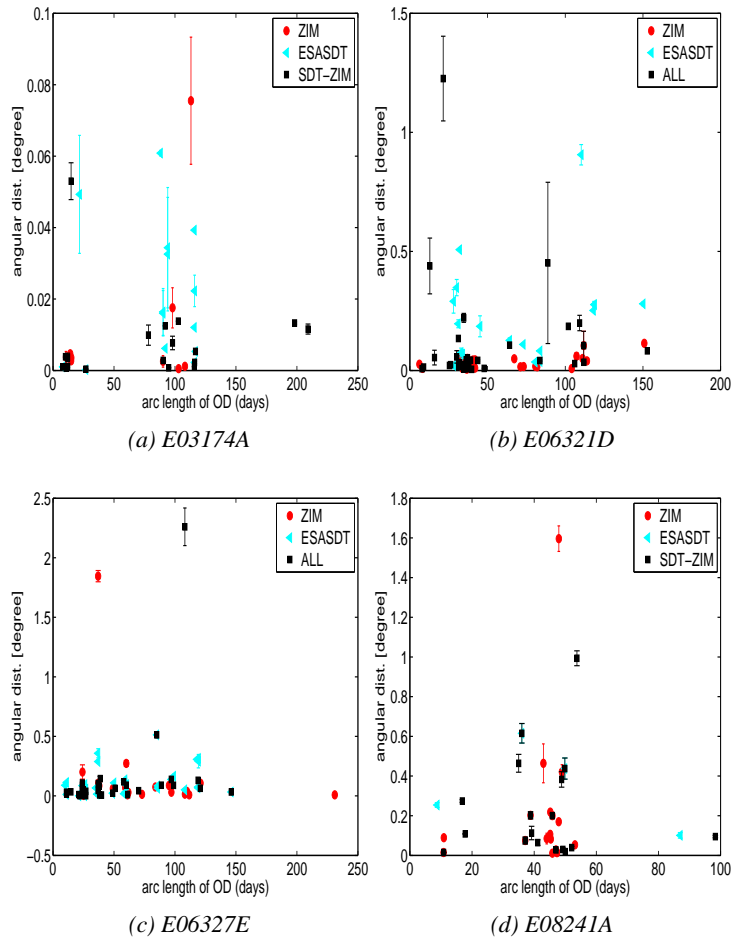 0.1
0.08
0.06
0.04
0.02
0
0 50 100 150 200 250
angular dist. [degree]
arc length of OD (days)
ZIM
ESASDT
SDT−ZIM
(a) E03174A
1.5
1
0.5
0
0 50 100 150 200
angular dist. [degree]
arc length of OD (days)
ZIM
ESASDT
ALL
(b) E06321D
2.5
2
1.5
1
0.5
0
−0.5
0 50 100 150 200 250
angular dist. [degree]
arc length of OD (days)
ZIM
ESASDT
ALL
(c) E06327E
1.8
1.6
1.4
1.2
1
0.8
0.6
0.4
0.2
0
0 20 40 60 80 100
angular dist. [degree]
arc length of OD (days)
ZIM
ESASDT
SDT−ZIM
(d) E08241A